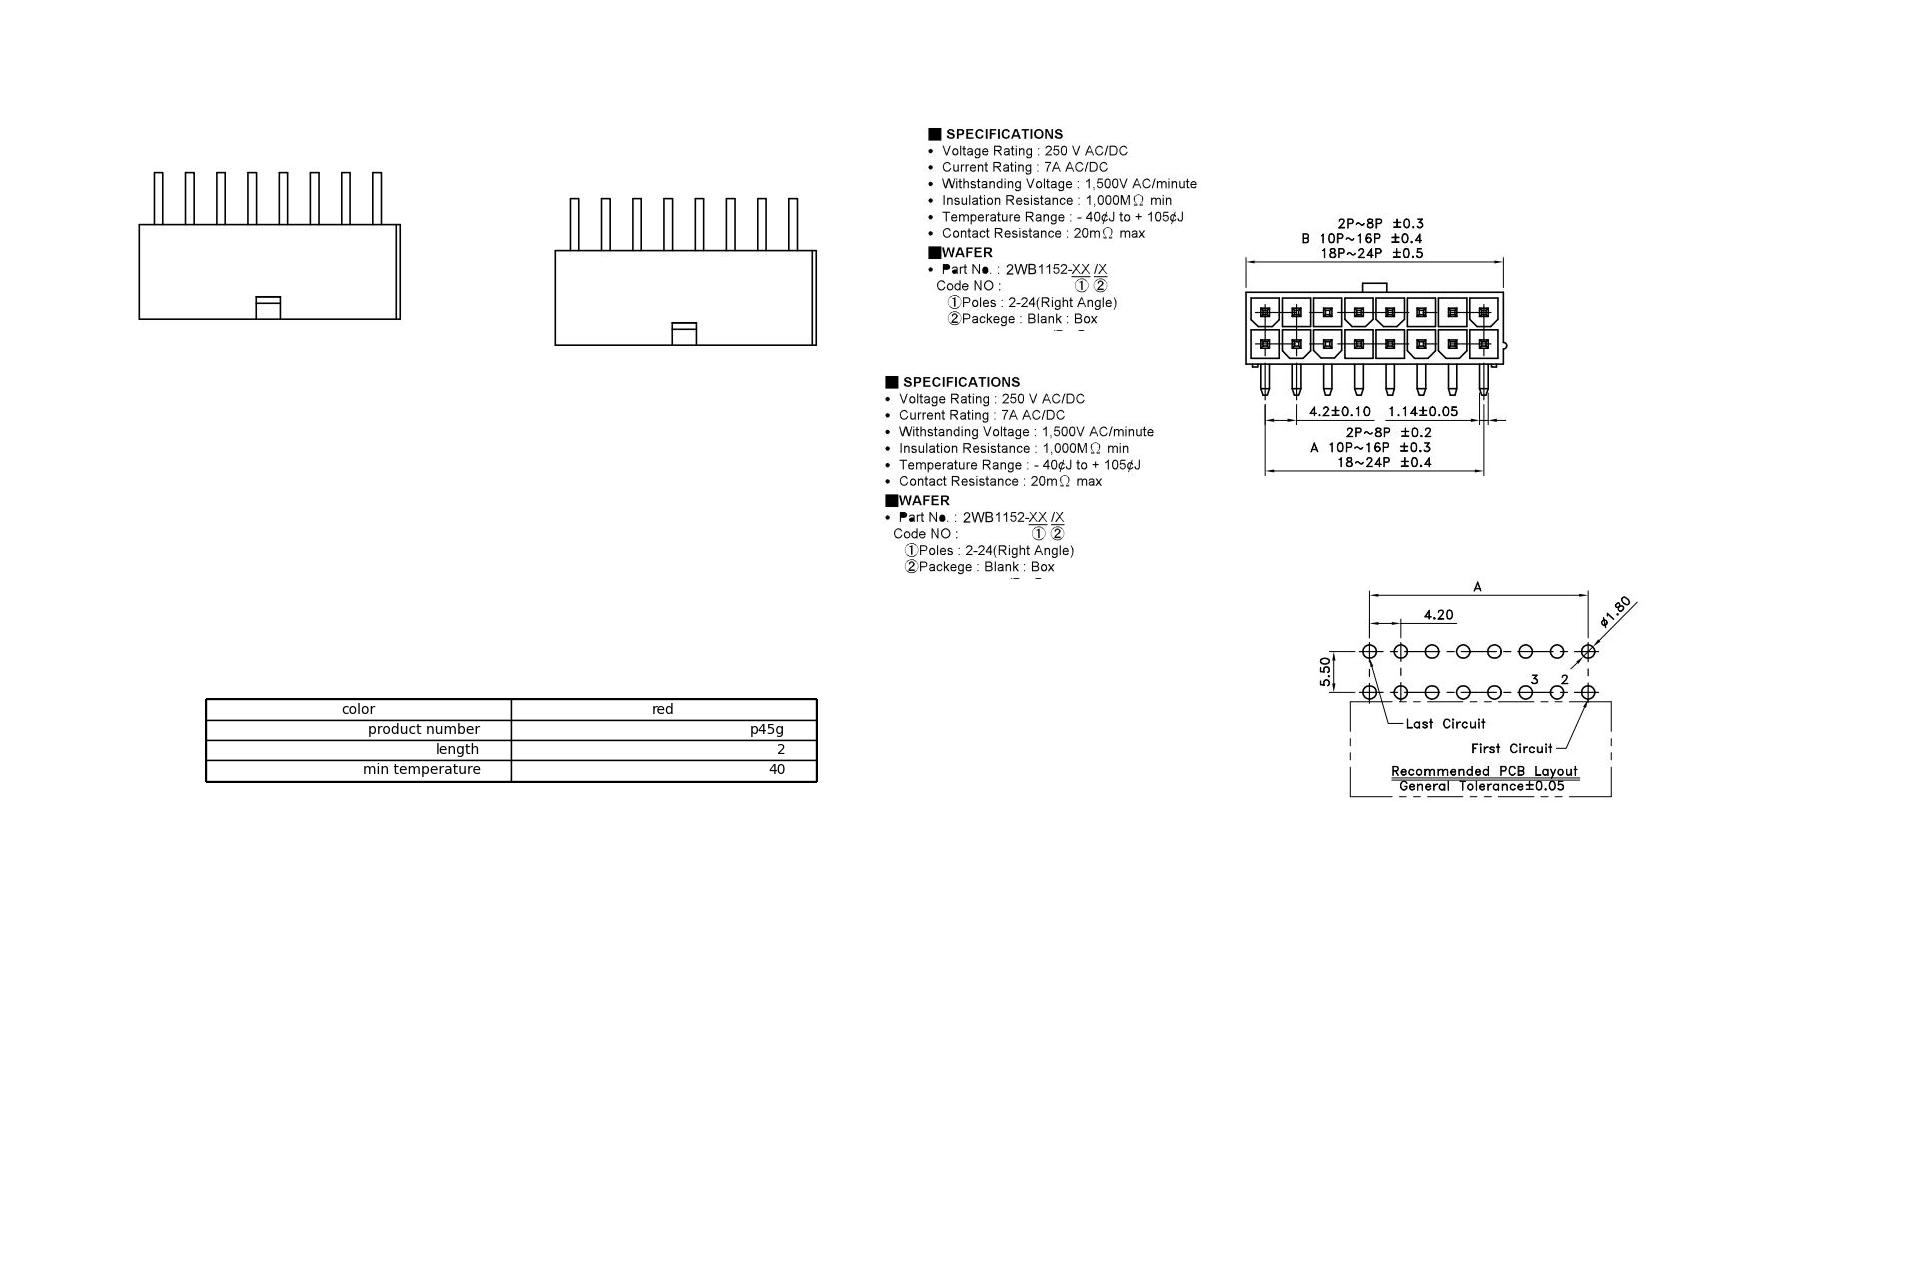 ■ SPECIFICATIONS
• Voltage Rating : 250 V AC/DC
• Current Rating : 7A AC/DC
• Withstanding Voltage : 1,500V AC/minute
• Insulation Resistance : 1,000MΩ min
• Temperature Range : - 40¢J to + 105¢J
• Contact Resistance : 20mΩ max
■WAFER
• Part No. : 2WB1152-XX /X
Code NO : ① ②
①Poles : 2-24(Right Angle)
②Packege : Blank : Box
2P~8P ±0.3
B 10P~16P ±0.4
18P~24P ±0.5
4.2±0.10 1.14±0.05
2P~8P ±0.2
A 10P~16P ±0.3
18~24P ±0.4
■ SPECIFICATIONS
• Voltage Rating : 250 V AC/DC
• Current Rating : 7A AC/DC
• Withstanding Voltage : 1,500V AC/minute
• Insulation Resistance : 1,000MΩ min
• Temperature Range : - 40¢J to + 105¢J
• Contact Resistance : 20mΩ max
■WAFER
• Part No. : 2WB1152-XX /X
Code NO : ① ②
①Poles : 2-24(Right Angle)
②Packege : Blank : Box
A
4.20
ø1.80
5.50
3 2
Last Circuit
First Circuit
Recommended PCB Layout
General Tolerance±0.05
color red
product number p45g
length 2
min temperature 40